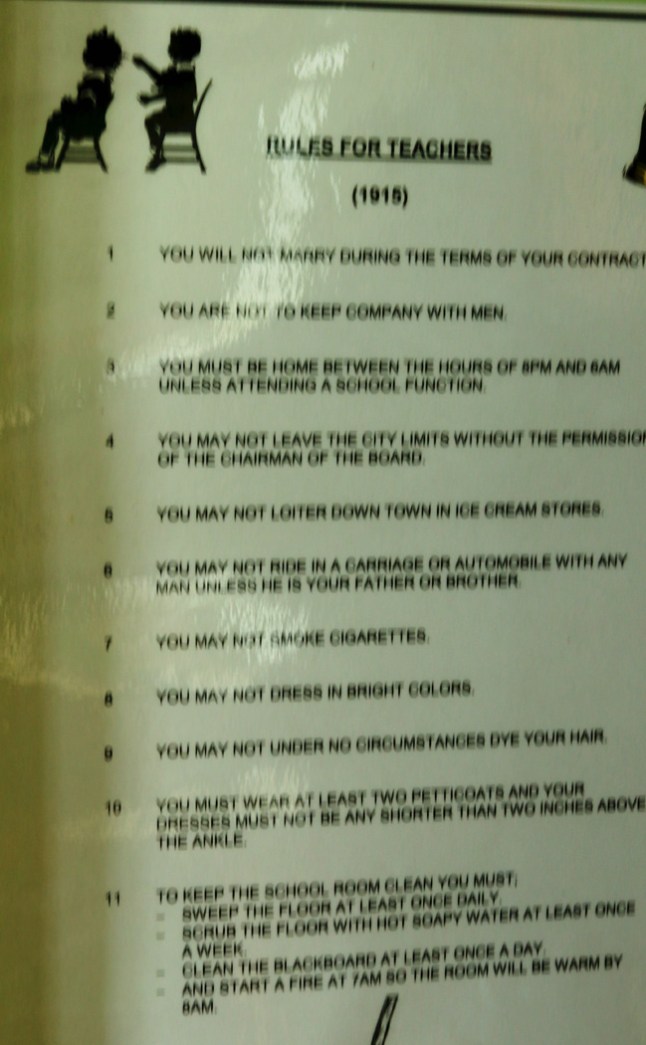 RULES FOR TEACHERS
(1915)
1 YOU WILL NOT MARRY DURING THE TERMS OF YOUR CONTRACT
2 YOU ARE NOT TO KEEP COMPANY WITH MEN.
3 YOU MUST BE HOME BETWEEN THE HOURS OF 8PM AND 6AM
UNLESS ATTENDING A SCHOOL FUNCTION.
4 YOU MAY NOT LEAVE THE CITY LIMITS WITHOUT THE PERMISSION
OF THE CHAIRMAN OF THE BOARD.
5 YOU MAY NOT LOITER DOWN TOWN IN ICE CREAM STORES.
6 YOU MAY NOT RIDE IN A CARRIAGE OR AUTOMOBILE WITH ANY
MAN UNLESS HE IS YOUR FATHER OR BROTHER.
7 YOU MAY NOT SMOKE CIGARETTES.
8 YOU MAY NOT DRESS IN BRIGHT COLORS.
9 YOU MAY NOT UNDER NO CIRCUMSTANCES DYE YOUR HAIR.
10 YOU MUST WEAR AT LEAST TWO PETTICOATS AND YOUR
DRESSES MUST NOT BE ANY SHORTER THAN TWO INCHES ABOVE
THE ANKLE.
11 TO KEEP THE SCHOOL ROOM CLEAN YOU MUST:
SWEEP THE FLOOR AT LEAST ONCE DAILY.
SCRUB THE FLOOR WITH HOT SOAPY WATER AT LEAST ONCE
A WEEK.
CLEAN THE BLACKBOARD AT LEAST ONCE A DAY.
AND START A FIRE AT 7AM SO THE ROOM WILL BE WARM BY
8AM.